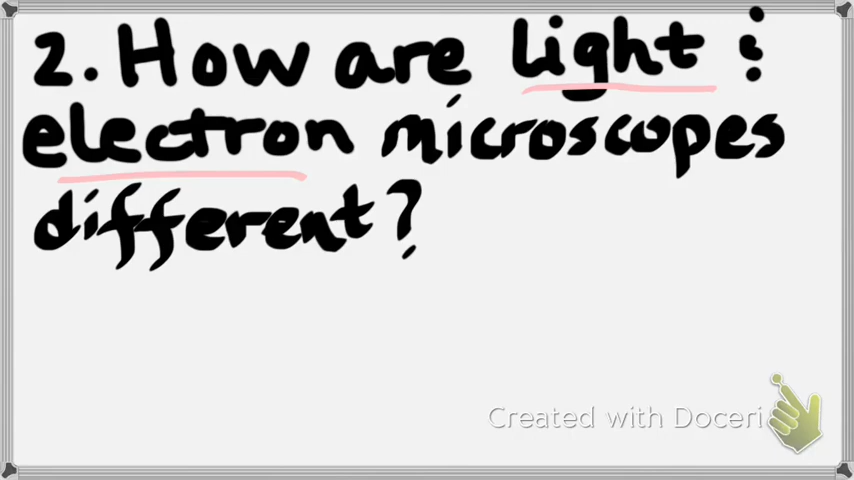 2. How are light &
electron microscopes
different?
Created with Doceri